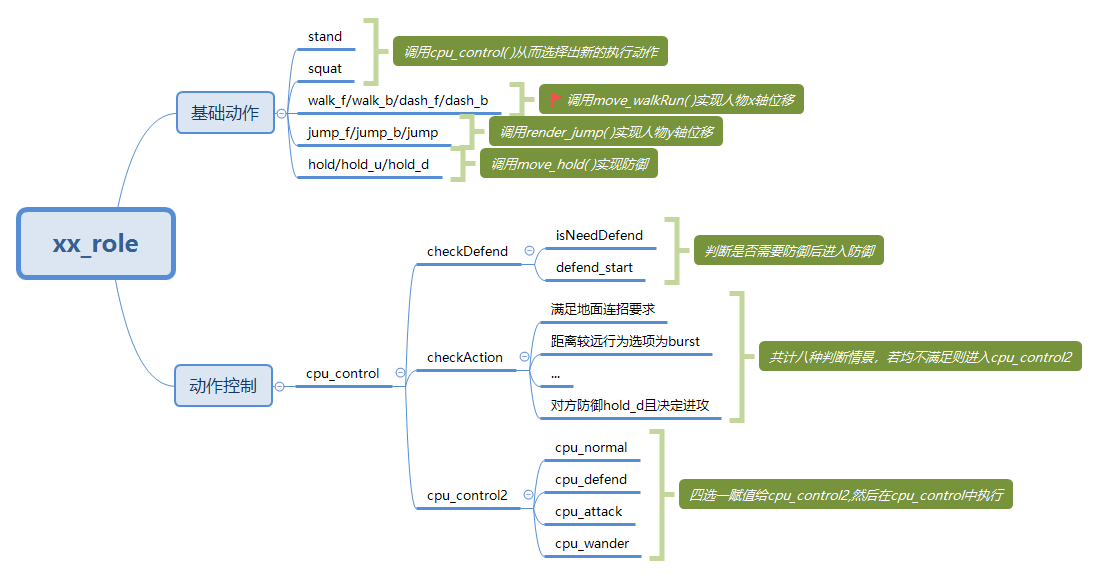 xx_role
基础动作
stand
squat
调用cpu_control( )从而选择出新的执行动作
walk_f/walk_b/dash_f/dash_b
调用move_walkRun( )实现人物x轴位移
jump_f/jump_b/jump
调用render_jump( )实现人物y轴位移
hold/hold_u/hold_d
调用move_hold( )实现防御
动作控制
cpu_control
checkDefend
isNeedDefend
defend_start
判断是否需要防御后进入防御
checkAction
满足地面连招要求
距离较远行为选项为burst
...
对方防御hold_d且决定进攻
共计八种判断情景，若均不满足则进入cpu_control2
cpu_control2
cpu_normal
cpu_defend
cpu_attack
cpu_wander
四选一赋值给cpu_control2,然后在cpu_control中执行